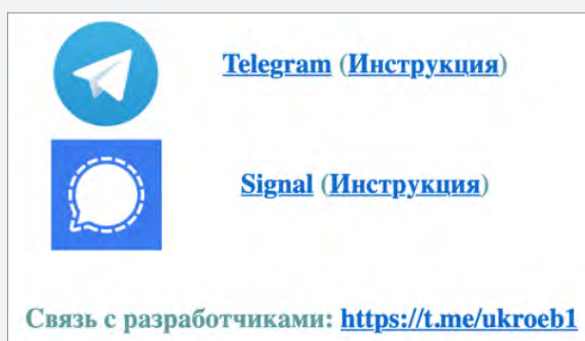 Telegram (Инструкция)
Signal (Инструкция)
Связь с разработчиками: https://t.me/ukroeb1